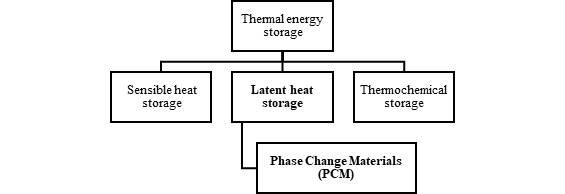 Thermal energy
storage
Sensible heat
storage
Latent heat
storage
Thermochemical
storage
Phase Change Materials
(PCM)